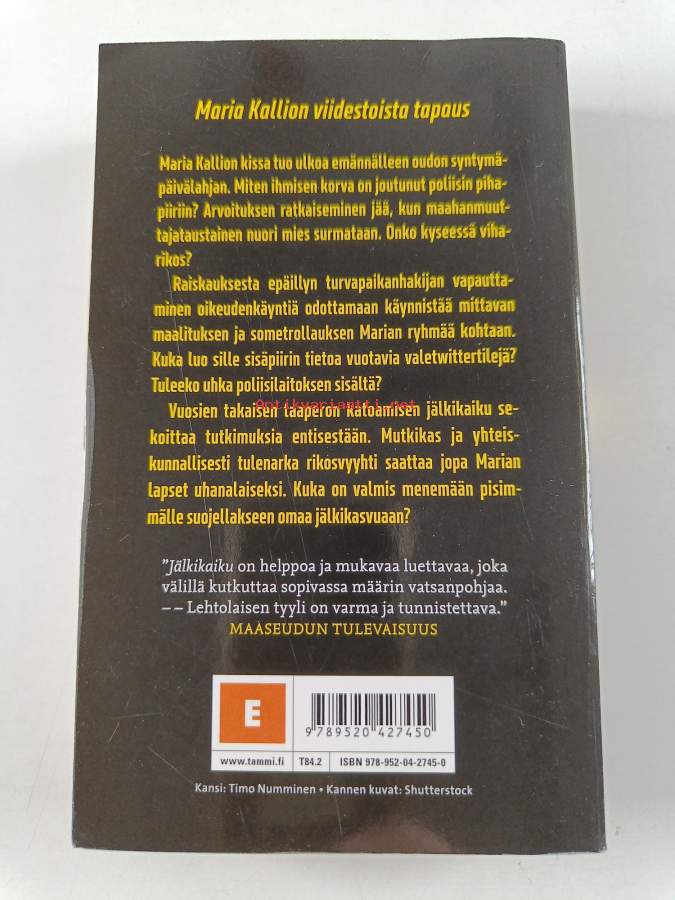 Maria Kallion viidestoista tapaus
Maria Kallion kissa tuo ulkoa emännälleen oudon syntymä-
päivälahjan. Miten ihmisen korva on joutunut poliisin piha-
piiriin? Arvoituksen ratkaiseminen jää, kun maahanmuut-
tajataustainen nuori mies surmataan. Onko kyseessä viha-
rikos?
Raiskauksesta epäillyn turvapaikanhakijan vapautta-
minen oikeudenkäyntiä odottamaan käynnistää mittavan
maalituksen ja sometrollauksen Marian ryhmää kohtaan.
Kuka luo sille sisäpiirin tietoa vuotavia valetwittertilejä?
Tuleeko uhka poliisilaitoksen sisältä?
Antikvariaatti.net
Vuosien takaisen taaperon katoamisen jälkikaiku se-
koittaa tutkimuksia entisestään. Mutkikas ja yhteis-
kunnallisesti tulenarka rikosvyyhti saattaa jopa Marian
lapset uhanalaiseksi. Kuka on valmis menemään pisim-
mälle suojellakseen omaa jälkikasvuaan?
”Jälkikaiku on helppoa ja mukavaa luettavaa, joka
välillä kutkuttaa sopivassa määrin vatsanpohjaa.
– – Lehtolaisen tyyli on varma ja tunnistettava.”
MAASEUDUN TULEVAISUUS
E
9 789520 427450
www.tammi.fi T84.2 ISBN 978-952-04-2745-0
Kansi: Timo Numminen • Kannen kuvat: Shutterstock